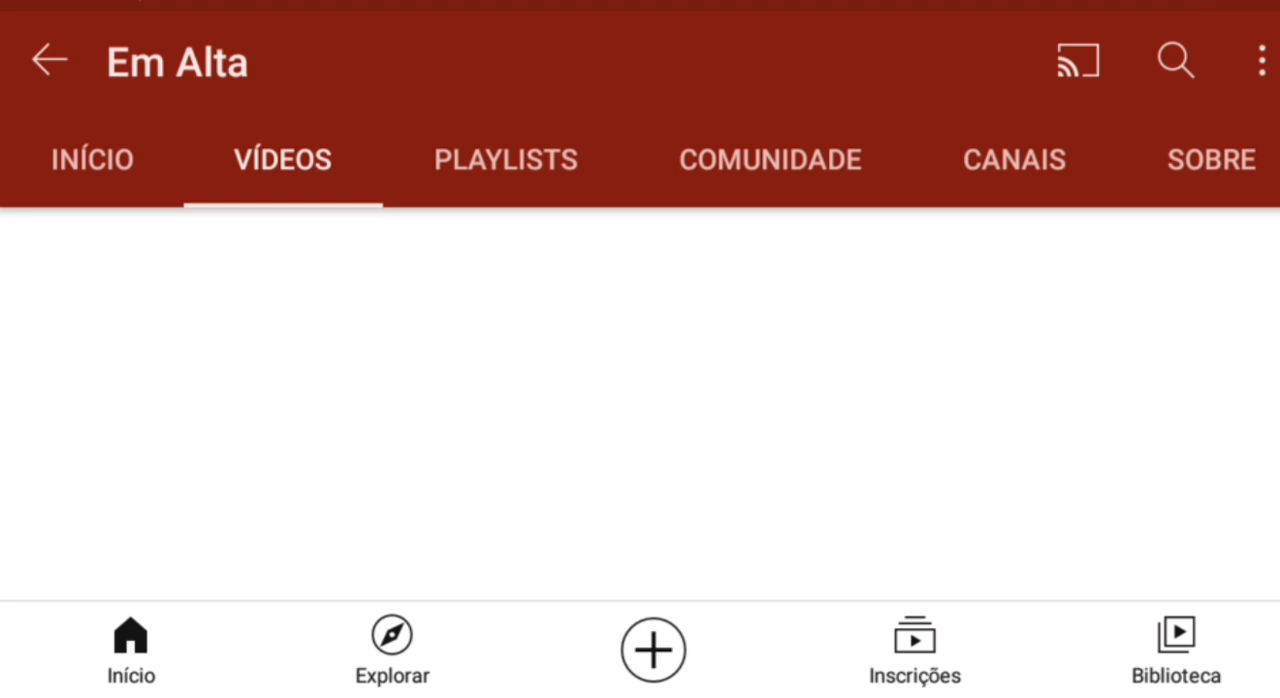 Em Alta
INÍCIO VÍDEOS PLAYLISTS COMUNIDADE CANAIS SOBRE
Início Explorar Inscrições Biblioteca